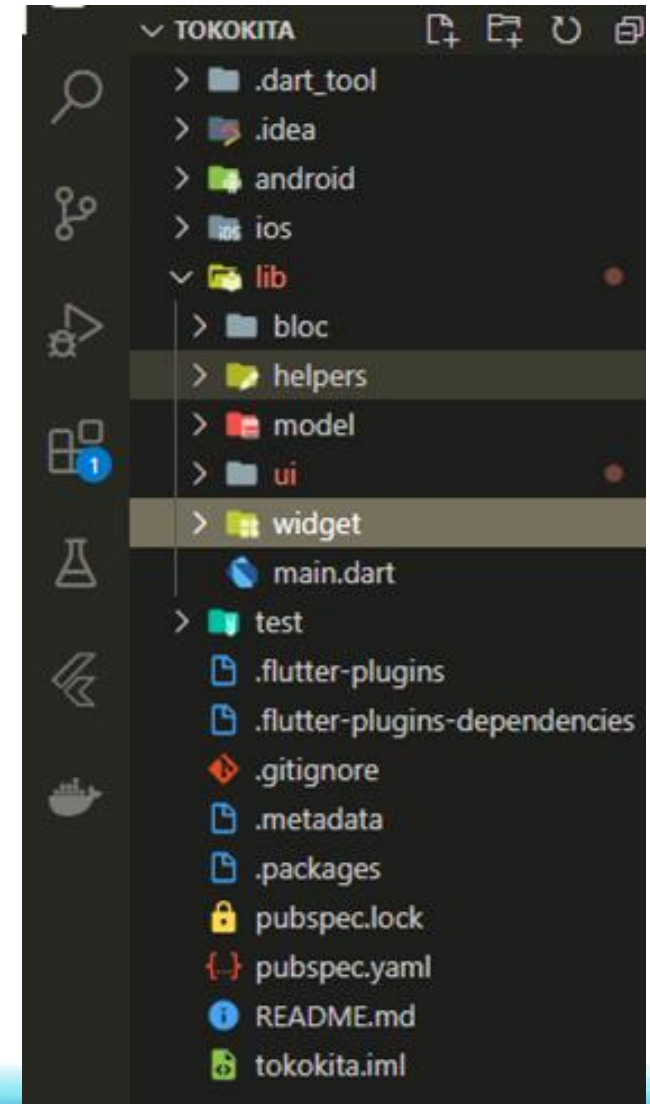 TOKOKITA
.dart_tool
.idea
android
ios
lib
bloc
helpers
model
ui
widget
main.dart
test
.flutter-plugins
.flutter-plugins-dependencies
.gitignore
.metadata
.packages
pubspec.lock
pubspec.yaml
README.md
tokokita.iml
1